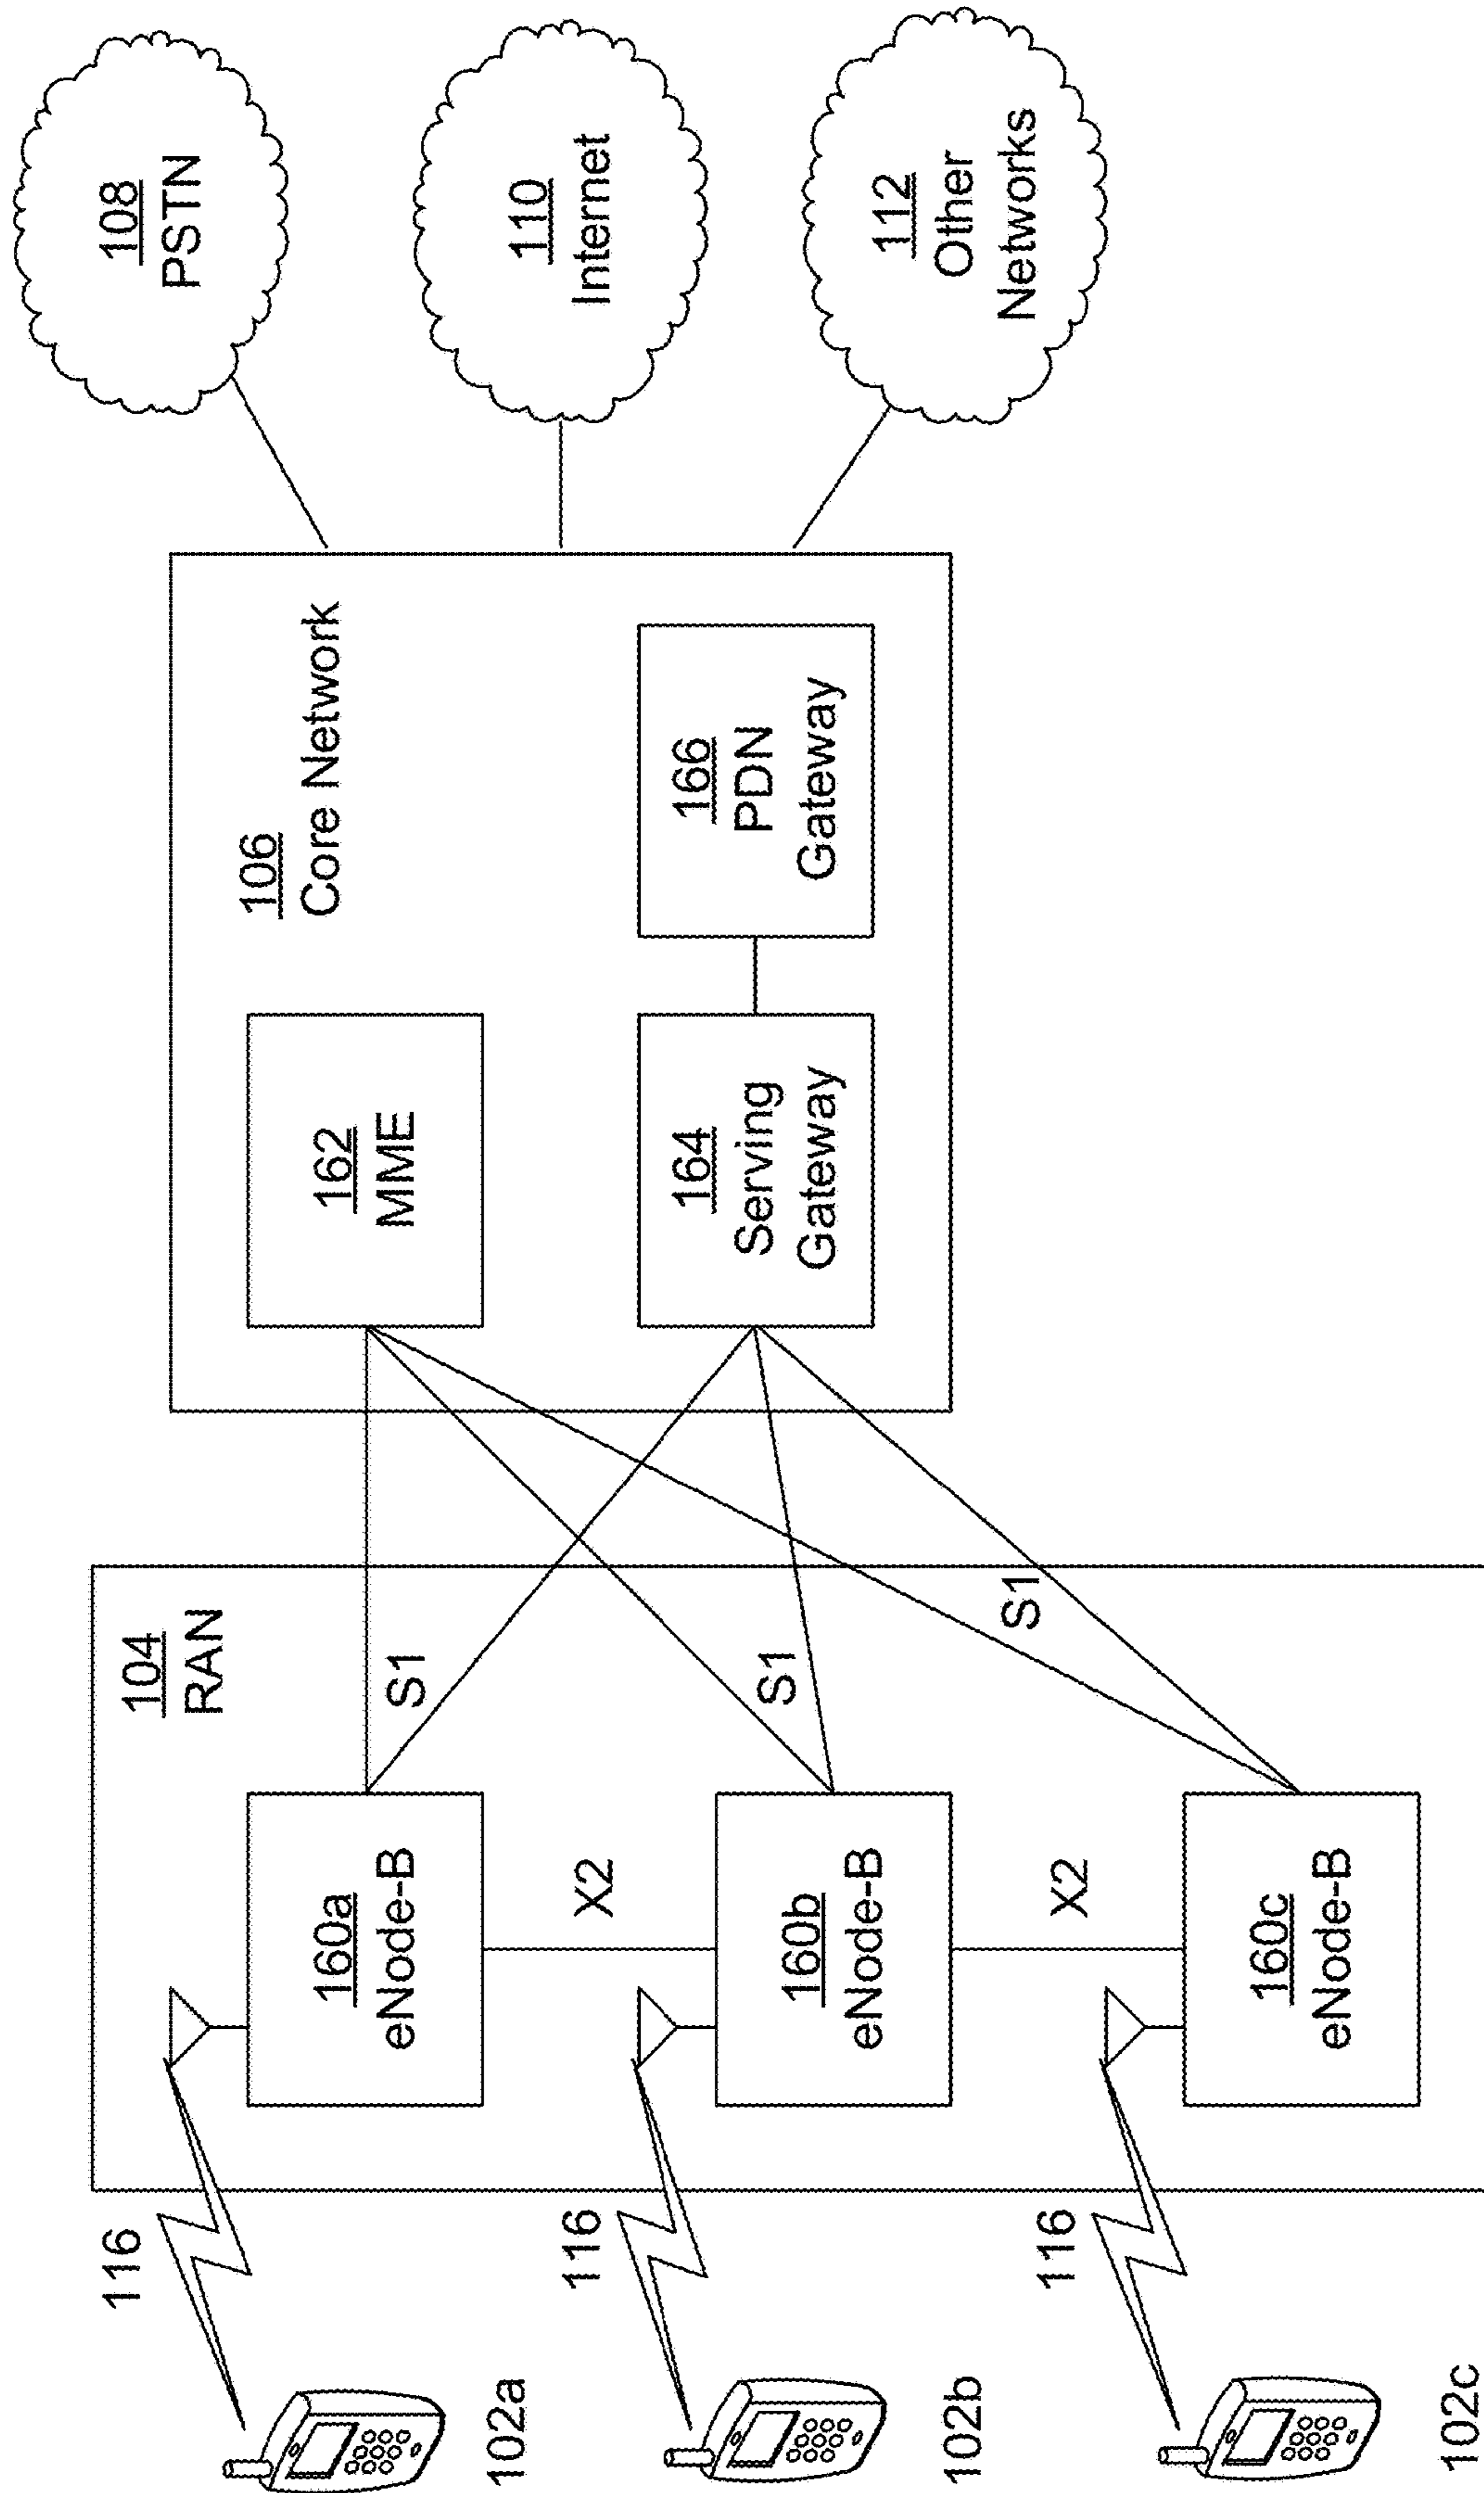 102a
116
104
RAN
160a
eNode-B
S1
X2
102b
116
160b
eNode-B
S1
X2
102c
116
160c
eNode-B
S1
106
Core Network
162
MME
164
Serving
Gateway
166
PDN
Gateway
108
PSTN
110
Internet
112
Other
Networks